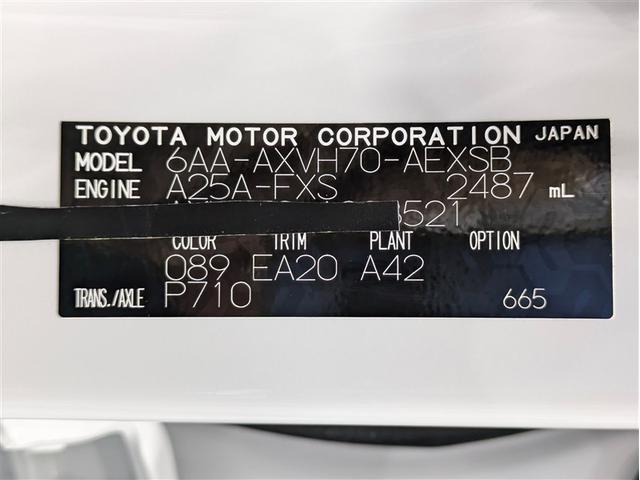 TOYOTA MOTOR CORPORATION JAPAN
MODEL 6AA-AXVH70-AEXSB
ENGINE A25A-FXS 2487 mL
8521
COLOR TRIM PLANT OPTION
089 EA20 A42
TRANS./AXLE P710 665